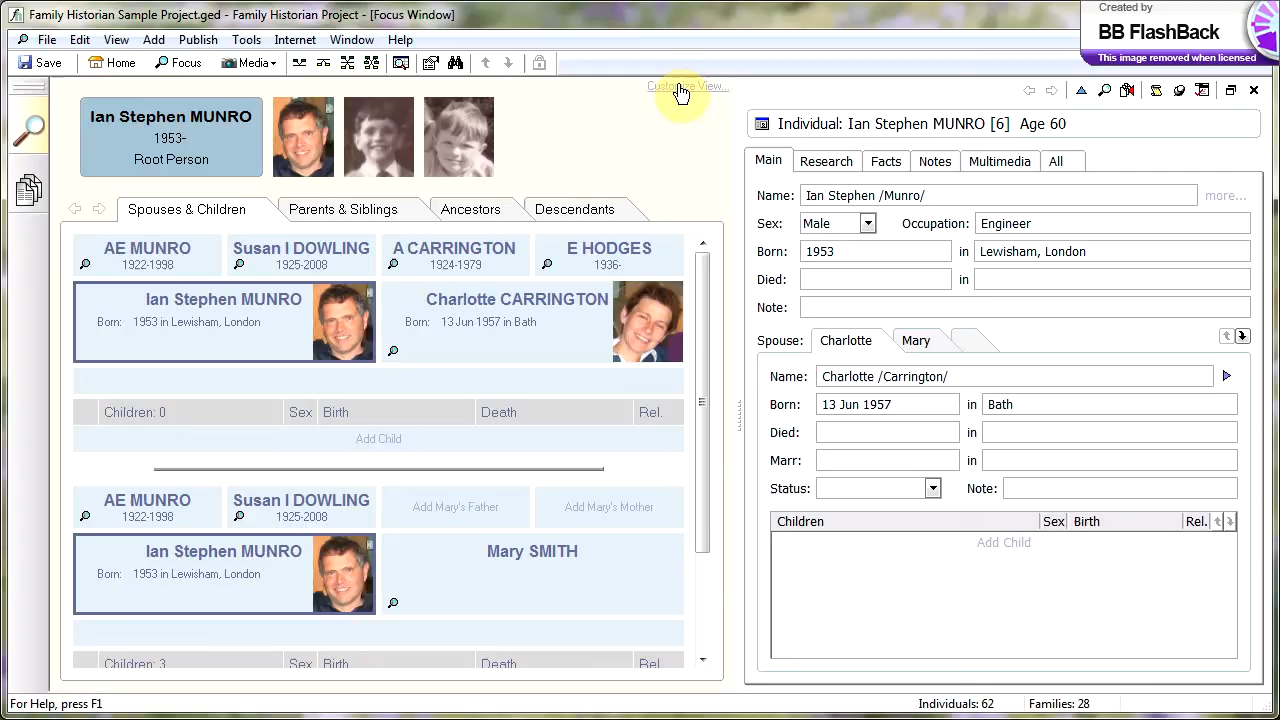 Family Historian Sample Project.ged - Family Historian Project - [Focus Window]
Created by
BB FlashBack
This image removed when licensed
File Edit View Add Publish Tools Internet Window Help
Save Home Focus Media
Customize View...
Ian Stephen MUNRO
1953-
Root Person
Spouses & Children Parents & Siblings Ancestors Descendants
AE MUNRO Susan I DOWLING A CARRINGTON E HODGES
1922-1998 1925-2008 1924-1979 1936-
Ian Stephen MUNRO Charlotte CARRINGTON
Born: 1953 in Lewisham, London Born: 13 Jun 1957 in Bath
Children: 0 Sex Birth Death Rel.
Add Child
AE MUNRO Susan I DOWLING Add Mary's Father Add Mary's Mother
1922-1998 1925-2008
Ian Stephen MUNRO Mary SMITH
Born: 1953 in Lewisham, London
Children: 3 Sex Birth Death Rel.
Individual: Ian Stephen MUNRO [6] Age 60
Main Research Facts Notes Multimedia All
Name: Ian Stephen /Munro/ more...
Sex: Male Occupation: Engineer
Born: 1953 in Lewisham, London
Died: in
Note:
Spouse: Charlotte Mary
Name: Charlotte /Carrington/
Born: 13 Jun 1957 in Bath
Died: in
Marr: in
Status: Note:
Children Sex Birth Rel.
Add Child
For Help, press F1 Individuals: 62 Families: 28